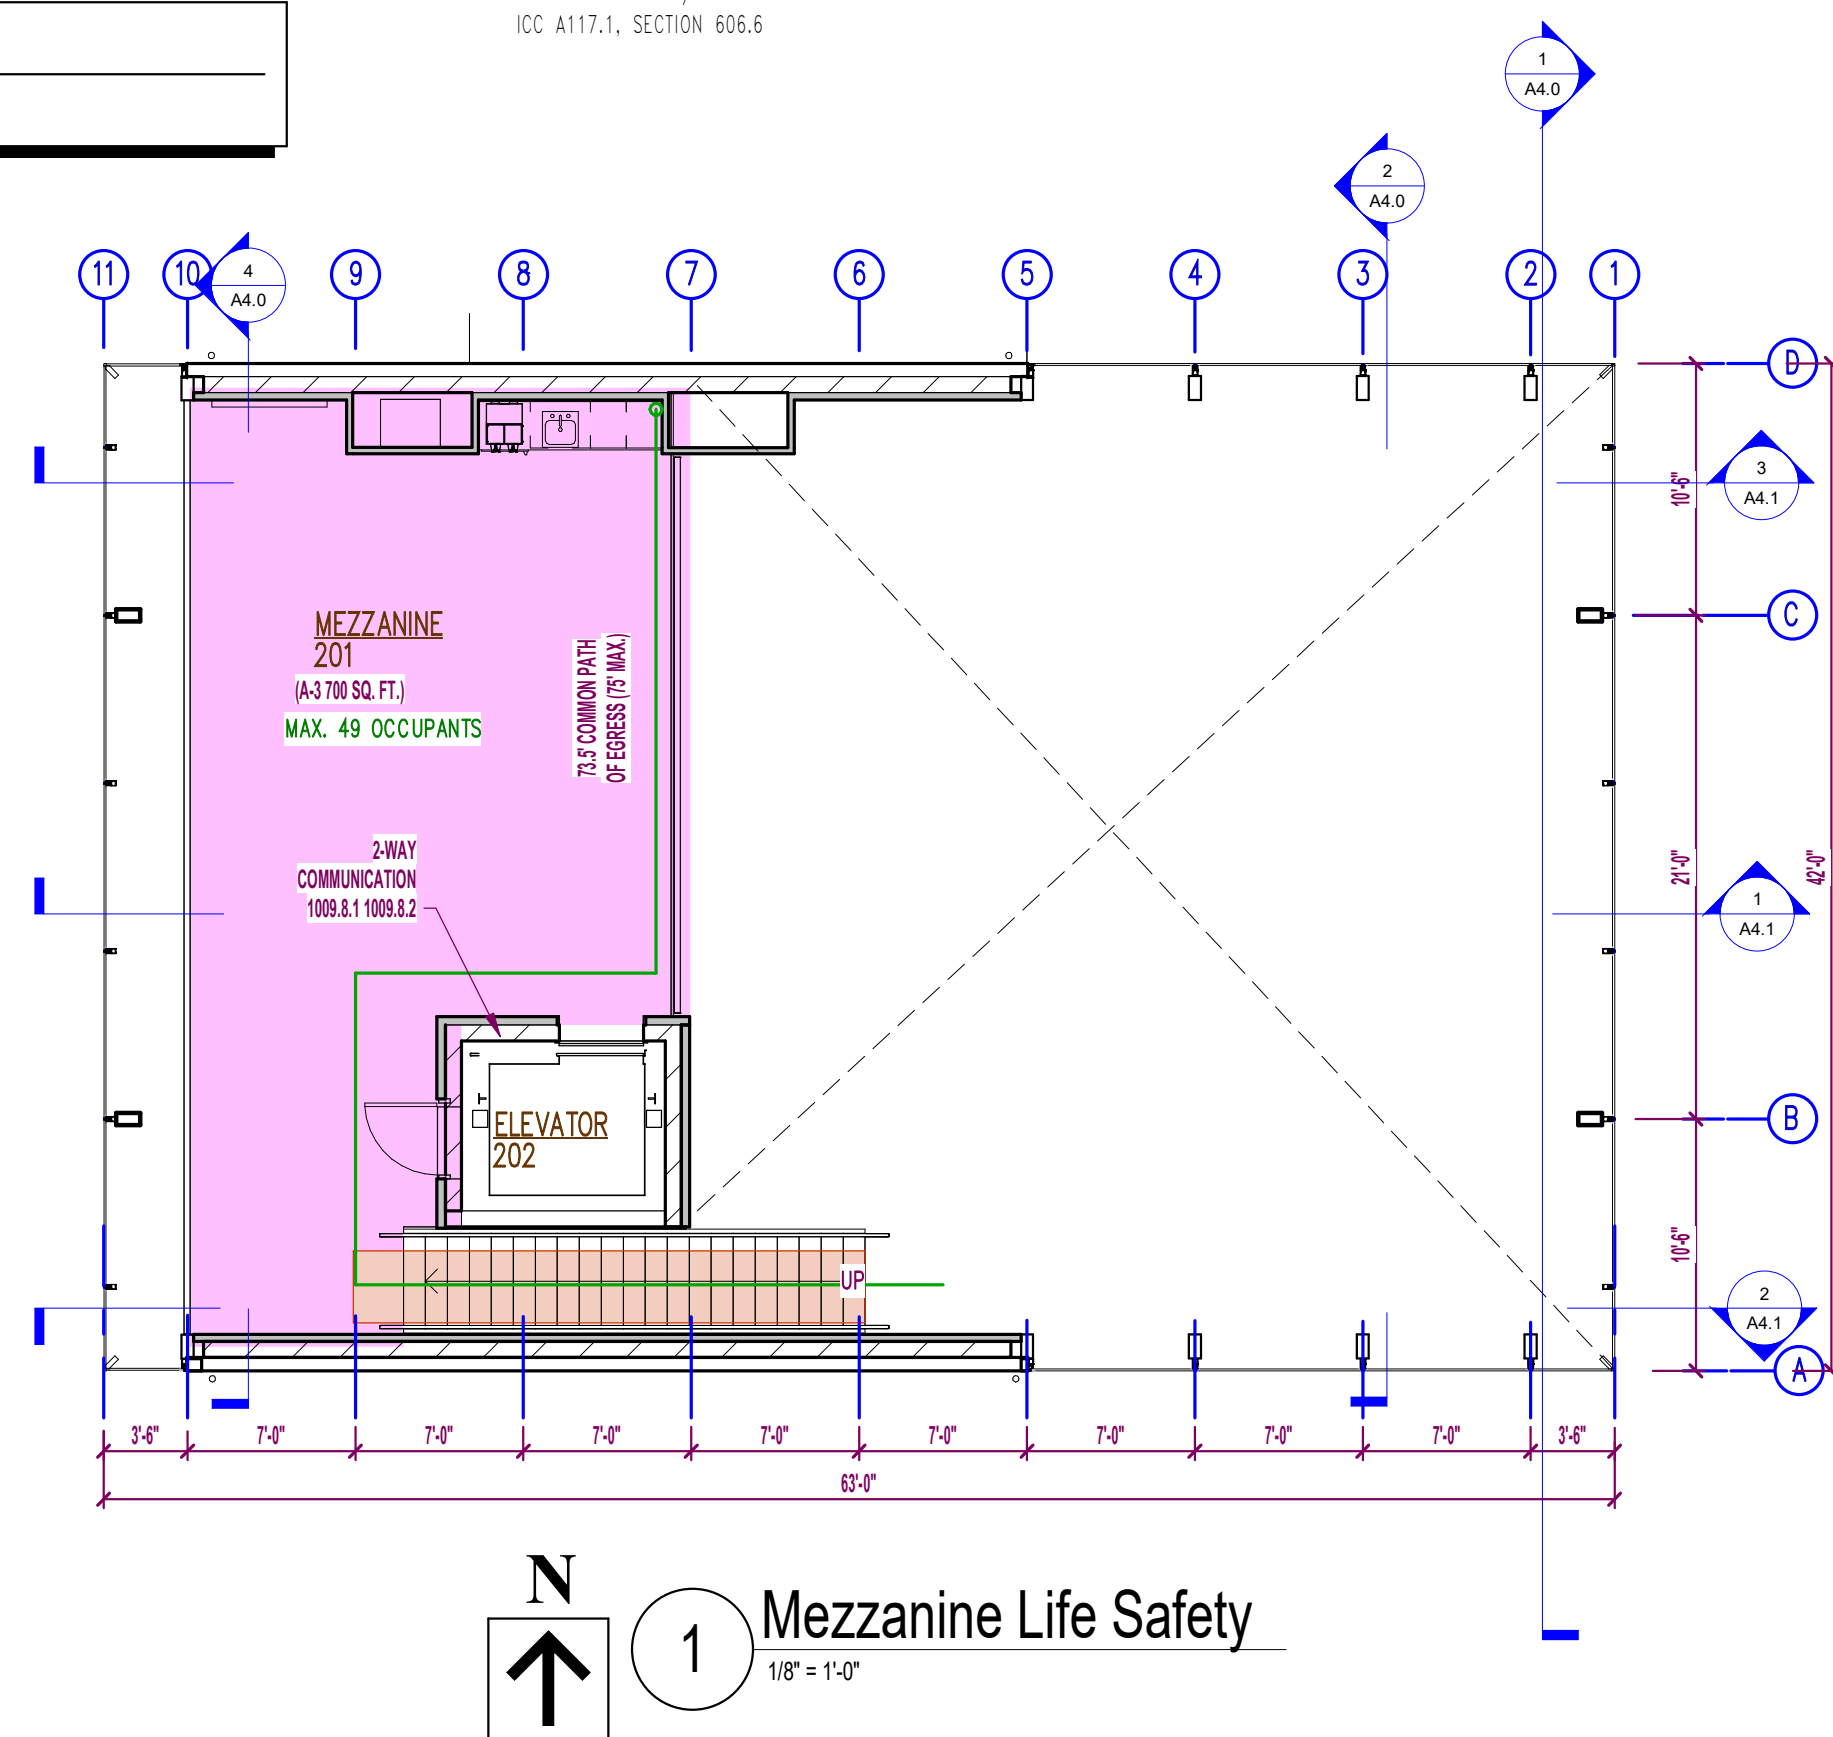 ICC A117.1, SECTION 606.6
1
A4.0
2
A4.0
11
10
9
8
7
6
5
4
3
2
1
4
A4.0
D
10'-6"
3
A4.1
C
MEZZANINE
201
(A-3 700 SQ. FT.)
MAX. 49 OCCUPANTS
73.5' COMMON PATH
OF EGRESS (75' MAX.)
2-WAY
COMMUNICATION
1009.8.1 1009.8.2
21'-0"
42'-0"
1
A4.1
B
ELEVATOR
202
10'-6"
UP
2
A4.1
A
3'-6"
7'-0"
7'-0"
7'-0"
7'-0"
7'-0"
7'-0"
7'-0"
7'-0"
3'-6"
63'-0"
N
1
Mezzanine Life Safety
1/8" = 1'-0"